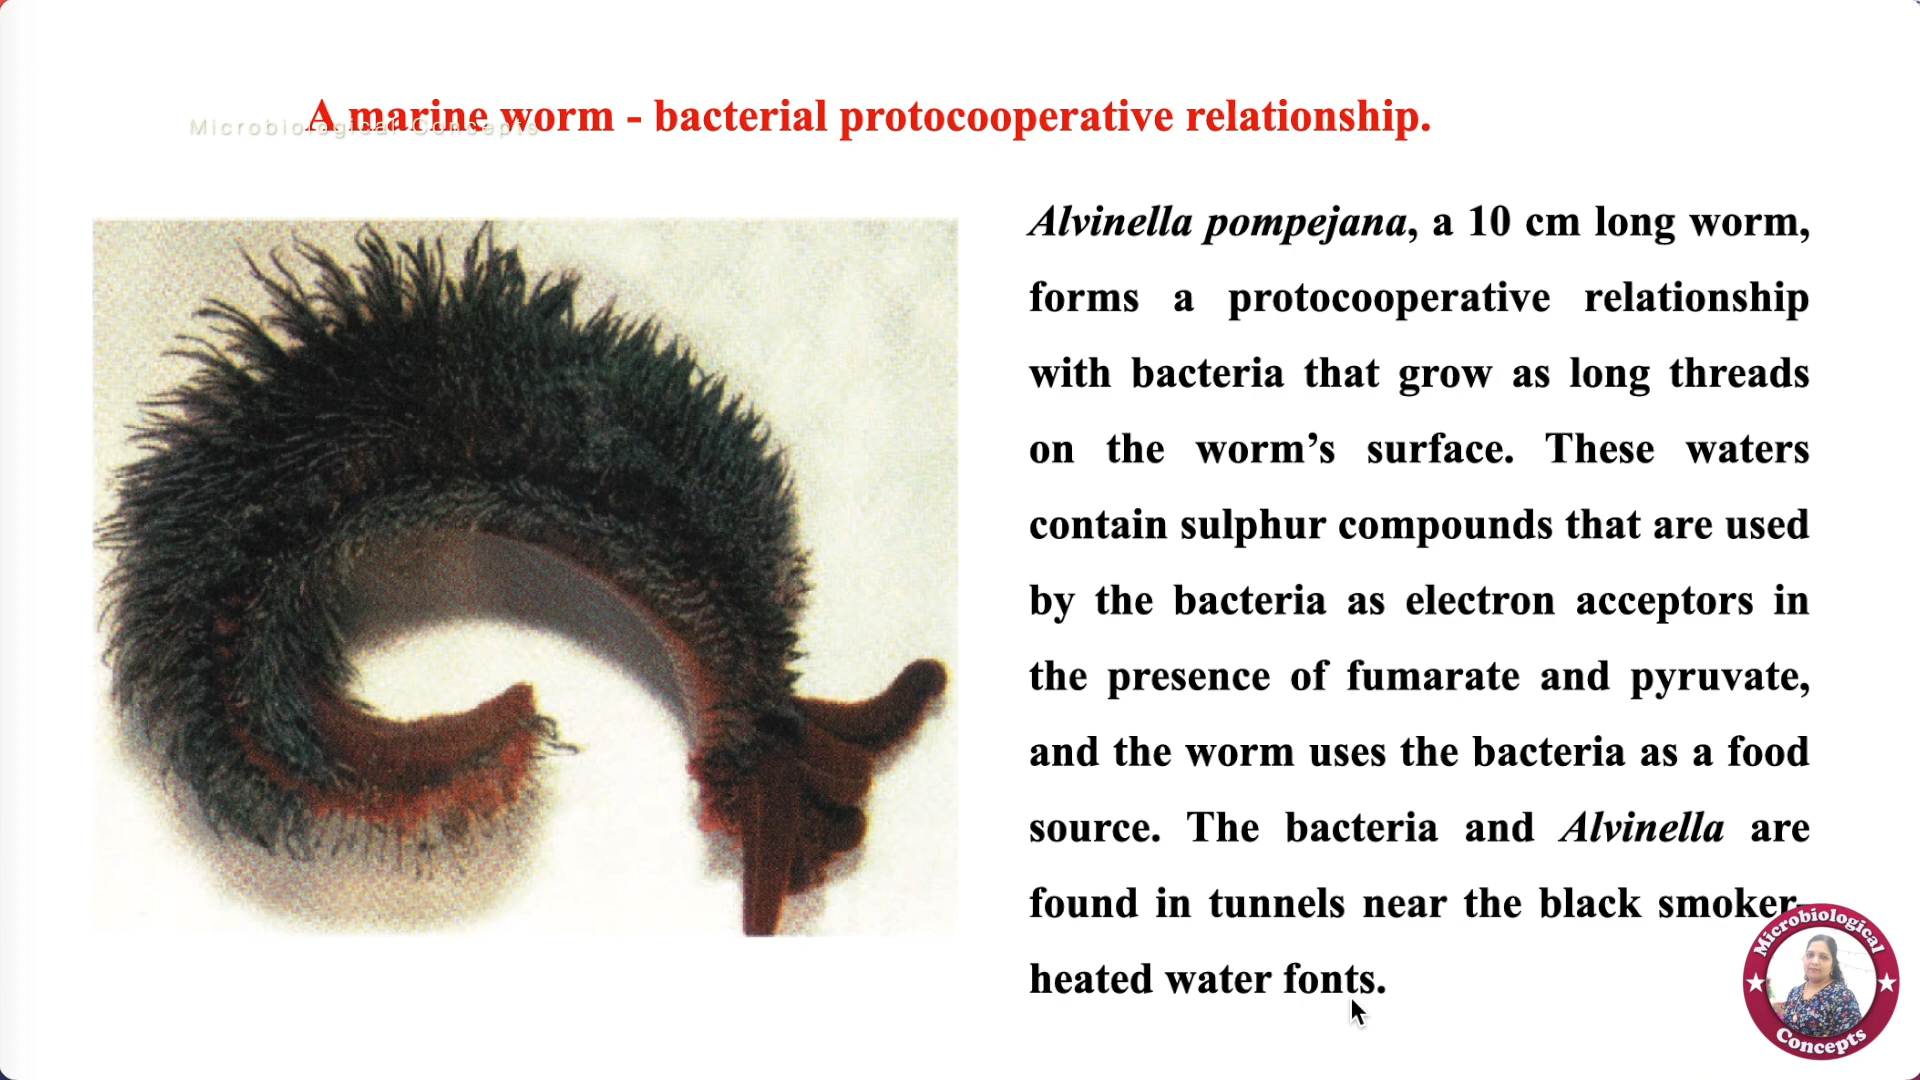 A marine worm - bacterial protocooperative relationship.
Microbiological Concepts
Alvinella pompejana, a 10 cm long worm,
forms a protocooperative relationship
with bacteria that grow as long threads
on the worm’s surface. These waters
contain sulphur compounds that are used
by the bacteria as electron acceptors in
the presence of fumarate and pyruvate,
and the worm uses the bacteria as a food
source. The bacteria and Alvinella are
found in tunnels near the black smoker-
heated water fonts.
Microbiological
Concepts